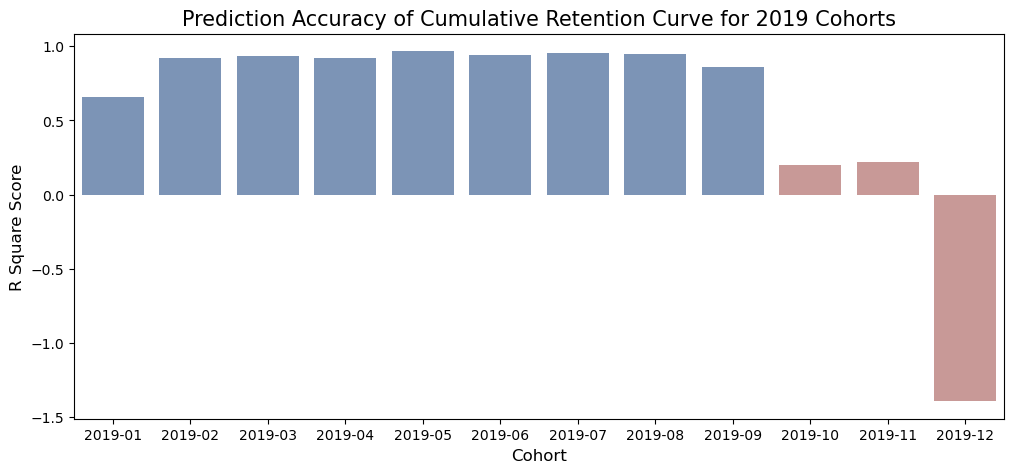 Prediction Accuracy of Cumulative Retention Curve for 2019 Cohorts
R Square Score
1.0
0.5
0.0
−0.5
−1.0
−1.5
2019-01 2019-02 2019-03 2019-04 2019-05 2019-06 2019-07 2019-08 2019-09 2019-10 2019-11 2019-12
Cohort